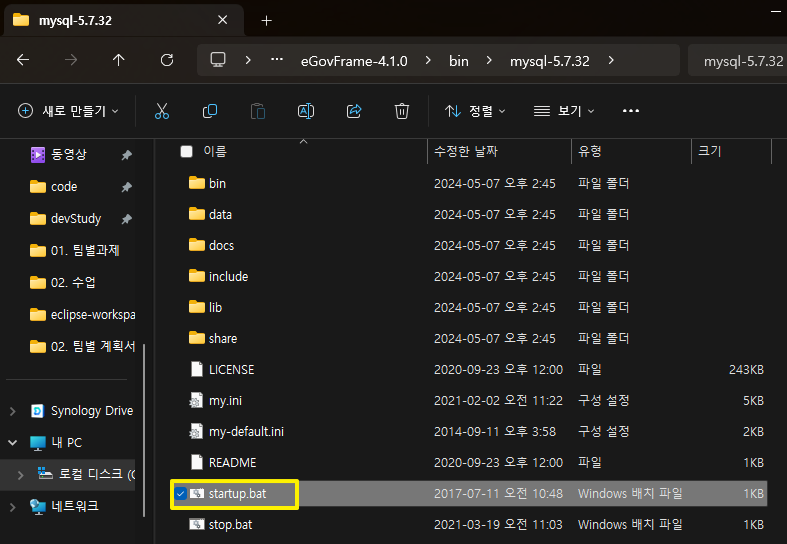 mysql-5.7.32
eGovFrame-4.1.0 > bin > mysql-5.7.32 >
mysql-5.7.32
새로 만들기
정렬
보기
동영상
code
devStudy
01. 팀별과제
02. 수업
eclipse-workspa
02. 팀별 계획서
Synology Drive
내 PC
로컬 디스크 (C
네트워크
이름 수정한 날짜 유형 크기
bin 2024-05-07 오후 2:45 파일 폴더
data 2024-05-07 오후 2:45 파일 폴더
docs 2024-05-07 오후 2:45 파일 폴더
include 2024-05-07 오후 2:45 파일 폴더
lib 2024-05-07 오후 2:45 파일 폴더
share 2024-05-07 오후 2:45 파일 폴더
LICENSE 2020-09-23 오후 12:00 파일 243KB
my.ini 2021-02-02 오전 11:22 구성 설정 5KB
my-default.ini 2014-09-11 오후 3:58 구성 설정 2KB
README 2020-09-23 오후 12:00 파일 1KB
startup.bat 2017-07-11 오전 10:48 Windows 배치 파일 1KB
stop.bat 2021-03-19 오전 11:03 Windows 배치 파일 1KB